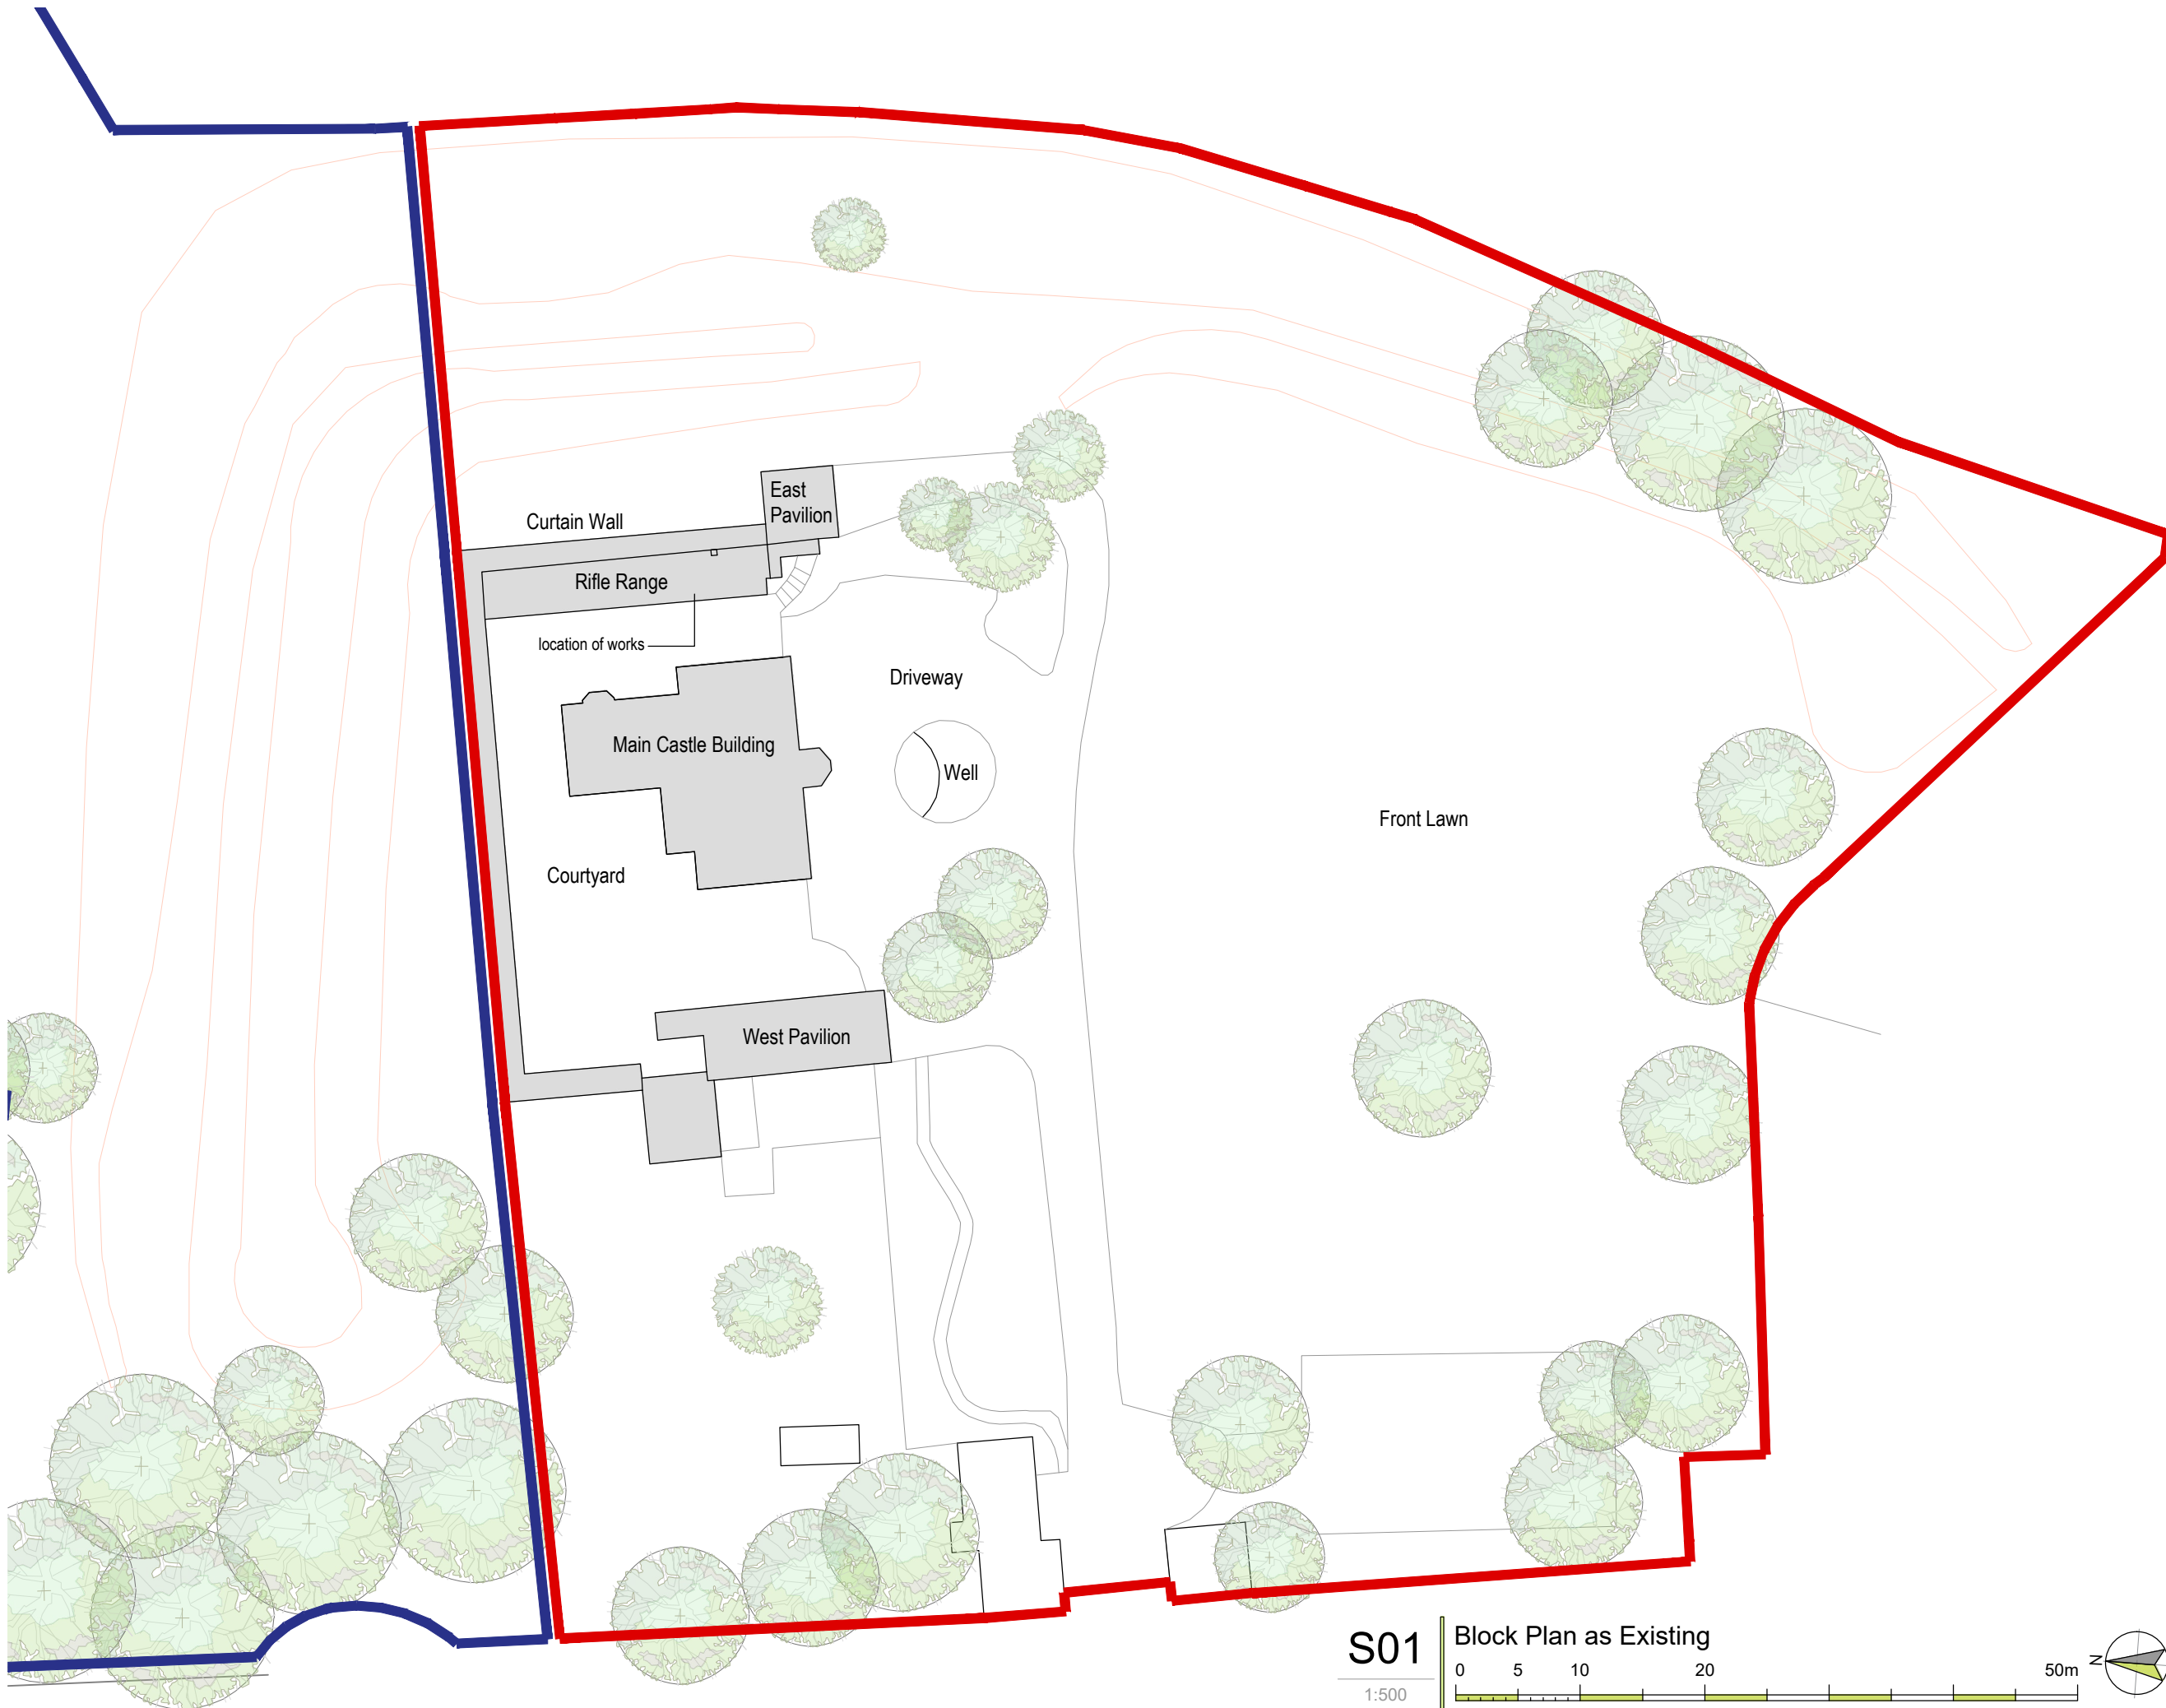 East
Pavilion
Curtain Wall
Rifle Range
location of works
Driveway
Main Castle Building
Well
Front Lawn
Courtyard
West Pavilion
S01
Block Plan as Existing
0 5 10 20 50m
N
1:500